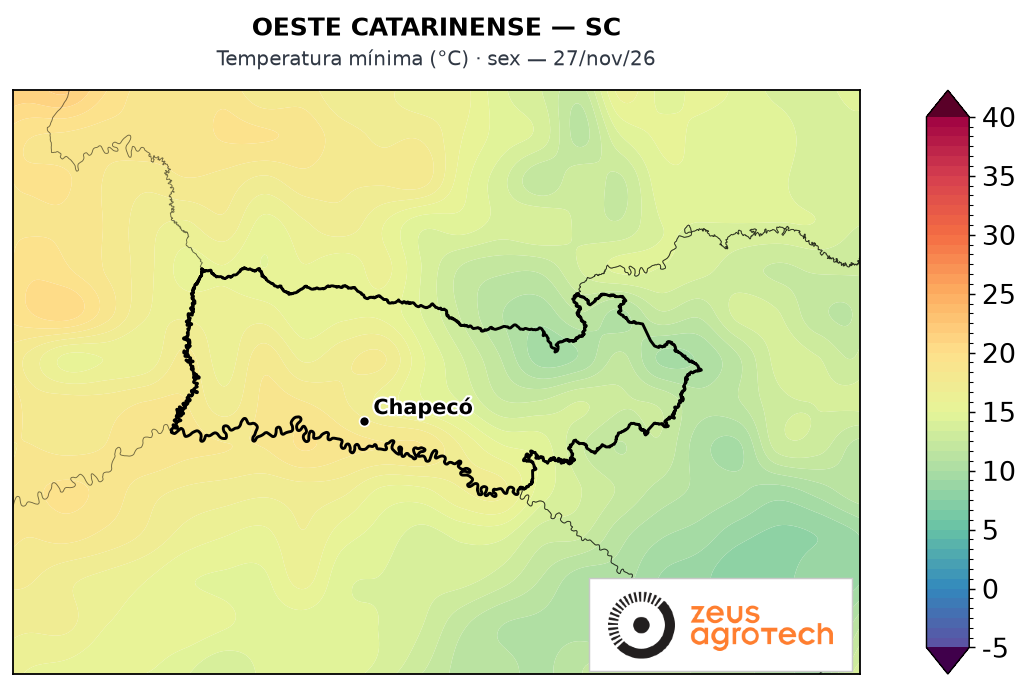 OESTE CATARINENSE — SC
Temperatura mínima (°C) · sex — 27/nov/26
Chapecó
40
35
30
25
20
15
10
5
0
-5
zeus
agrotech